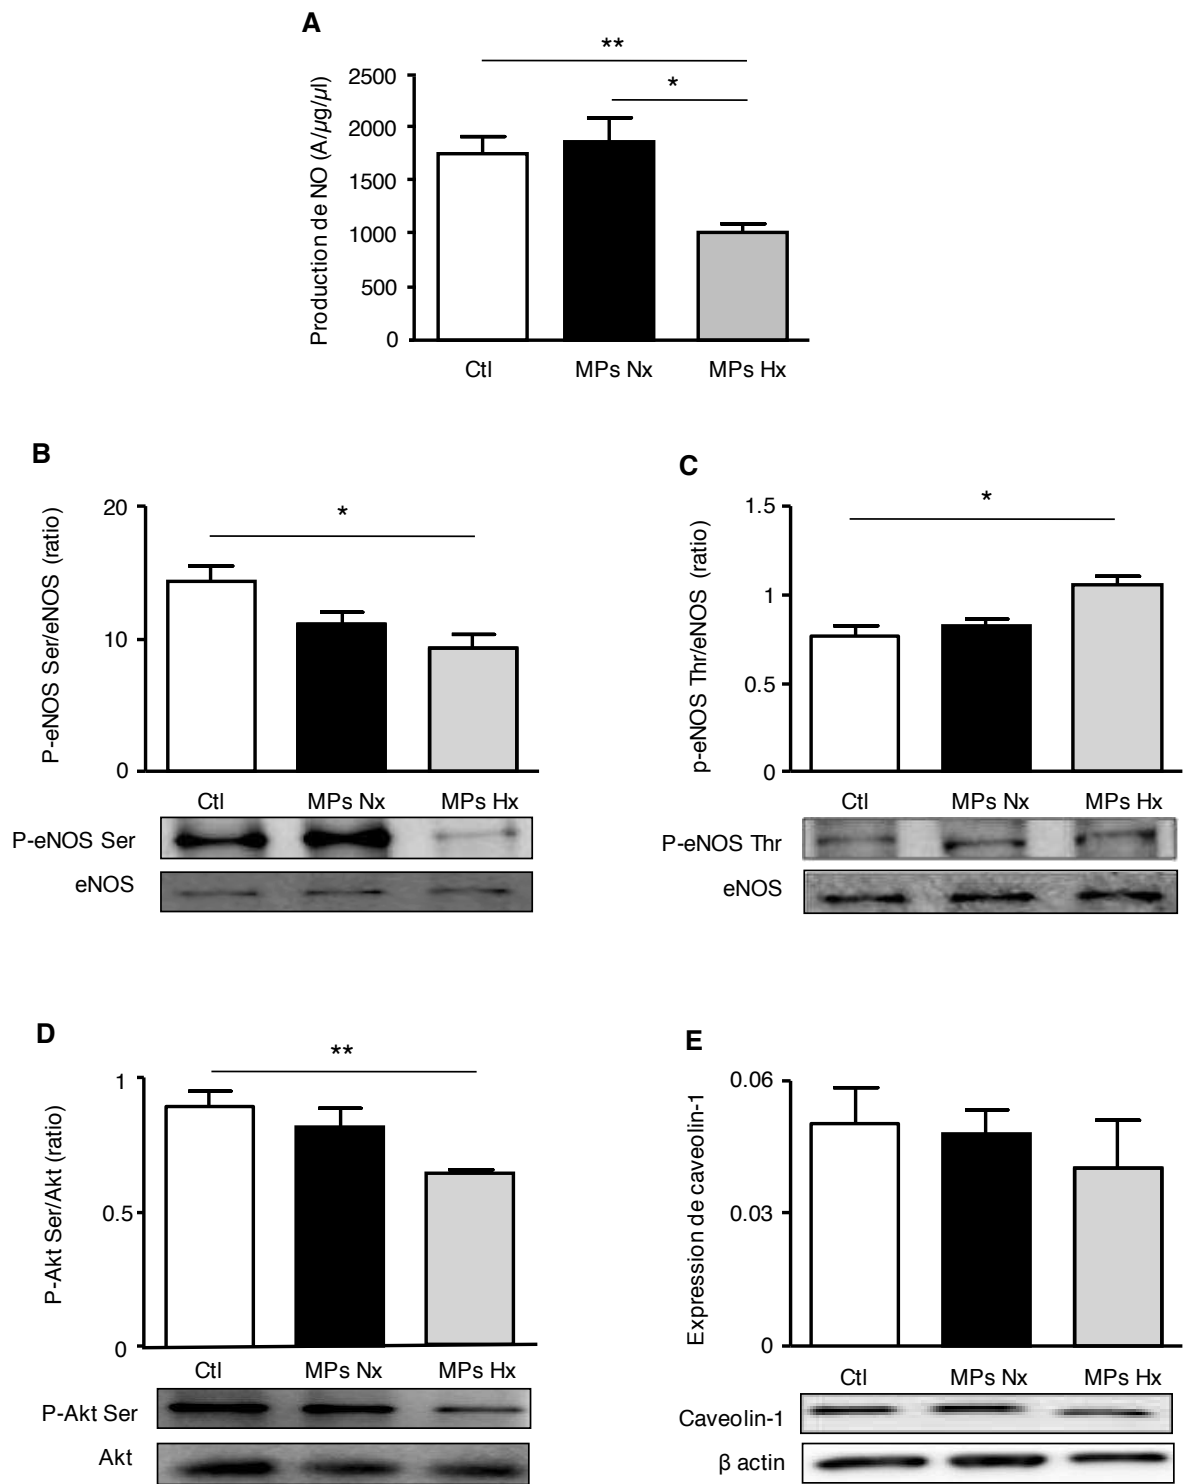 A
**
*
Production de NO (A/µg/µl)
2500
2000
1500
1000
500
0
Ctl MPs Nx MPs Hx
B
*
P-eNOS Ser/eNOS (ratio)
20
10
0
Ctl MPs Nx MPs Hx
P-eNOS Ser
eNOS
C
*
p-eNOS Thr/eNOS (ratio)
1.5
1
0.5
0
Ctl MPs Nx MPs Hx
P-eNOS Thr
eNOS
D
**
P-Akt Ser/Akt (ratio)
1
0.5
0
Ctl MPs Nx MPs Hx
P-Akt Ser
Akt
E
Expression de caveolin-1
0.06
0.03
0
Ctl MPs Nx MPs Hx
Caveolin-1
β actin